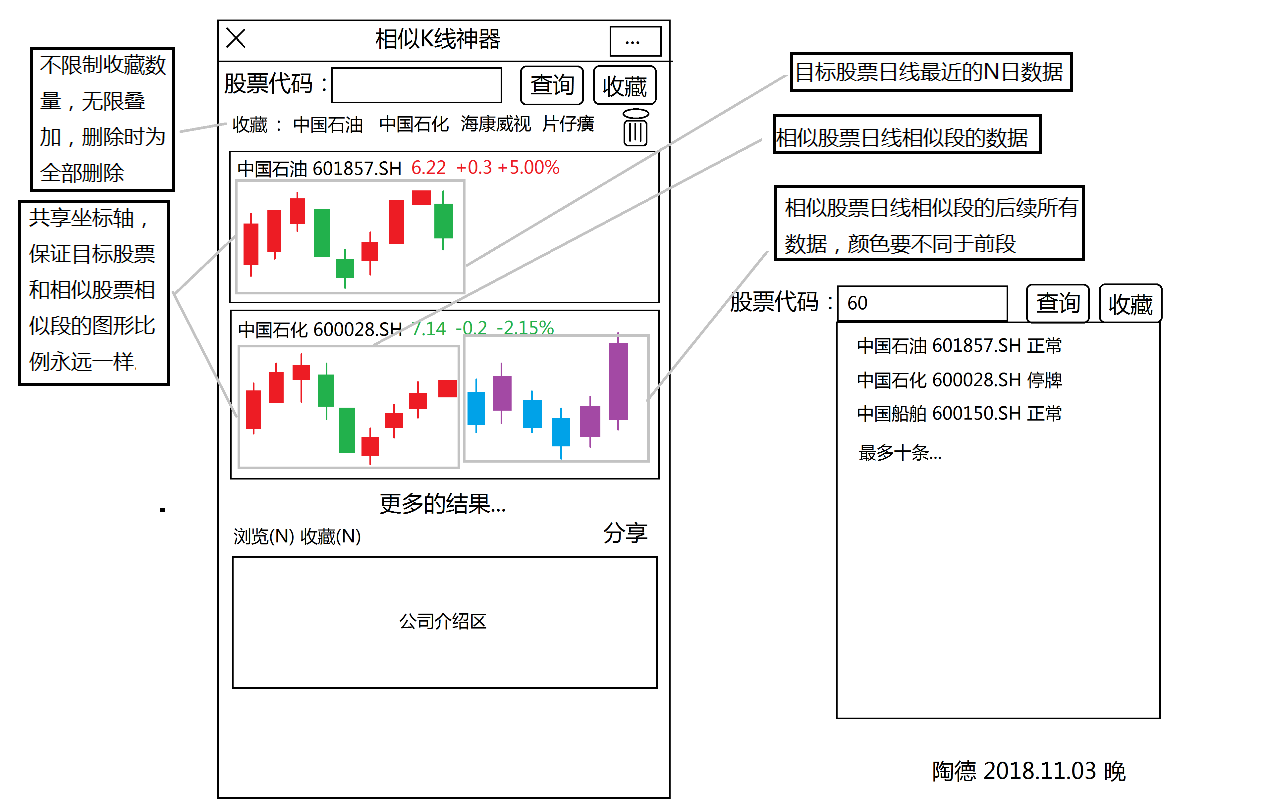 不限制收藏数
量，无限叠
加，删除时为
全部删除
共享坐标轴，
保证目标股票
和相似股票相
似段的图形比
例永远一样.
相似K线神器
...
股票代码：
查询
收藏
收藏 ： 中国石油 中国石化 海康威视 片仔癀
中国石油 601857.SH 6.22 +0.3 +5.00%
中国石化 600028.SH 7.14 -0.2 -2.15%
更多的结果...
浏览(N) 收藏(N)
分享
公司介绍区
目标股票日线最近的N日数据
相似股票日线相似段的数据
相似股票日线相似段的后续所有
数据，颜色要不同于前段
股票代码：
60
查询
收藏
中国石油 601857.SH 正常
中国石化 600028.SH 停牌
中国船舶 600150.SH 正常
最多十条...
陶德 2018.11.03 晚